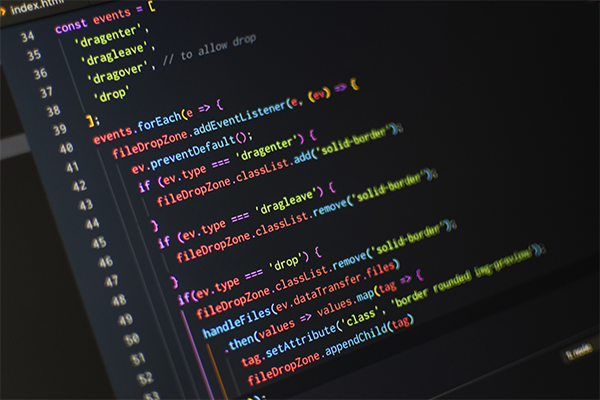 index.html
34 const events = [
35 'dragenter',
36 'dragleave',
37 'dragover', // to allow drop
38 'drop'
39 ];
40 events.forEach(e => {
41 fileDropZone.addEventListener(e, (ev) => {
42 ev.preventDefault();
43 if (ev.type === 'dragenter') {
44 fileDropZone.classList.add('solid-border');
45 }
46 if (ev.type === 'dragleave') {
47 fileDropZone.classList.remove('solid-border');
48 }
49 if(ev.type === 'drop') {
50 fileDropZone.classList.remove('solid-border');
51 handleFiles(ev.dataTransfer.files)
52 .then(values => values.map(tag => {
53 tag.setAttribute('class', 'border rounded img-preview');
fileDropZone.appendChild(tag)
});